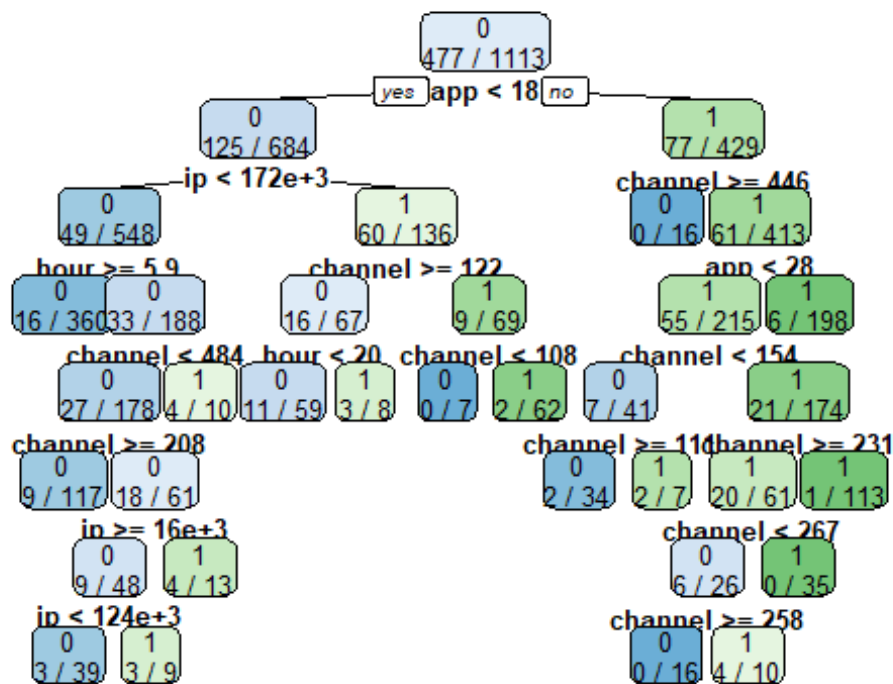 0
477 / 1113
yes app < 18 no
0 1
125 / 684 77 / 429
ip < 172e+3 channel >= 446
0 1 0 1
49 / 548 60 / 136 0 / 16 61 / 413
hour >= 5.9 channel >= 122 app < 28
0 0 0 1 1 1
16 / 360 33 / 188 16 / 67 9 / 69 55 / 215 6 / 198
channel < 484 hour < 20 channel < 108 channel < 154
0 1 0 1 0 1 0 1
27 / 178 4 / 10 11 / 59 3 / 8 0 / 7 2 / 62 7 / 41 21 / 174
channel >= 208 channel >= 111 channel >= 231
0 0 0 1 1 1
9 / 117 18 / 61 2 / 34 2 / 7 20 / 61 1 / 113
ip >= 16e+3 channel < 267
0 1 0 1
9 / 48 4 / 13 6 / 26 0 / 35
ip < 124e+3 channel >= 258
0 1 0 1
3 / 39 3 / 9 0 / 16 4 / 10